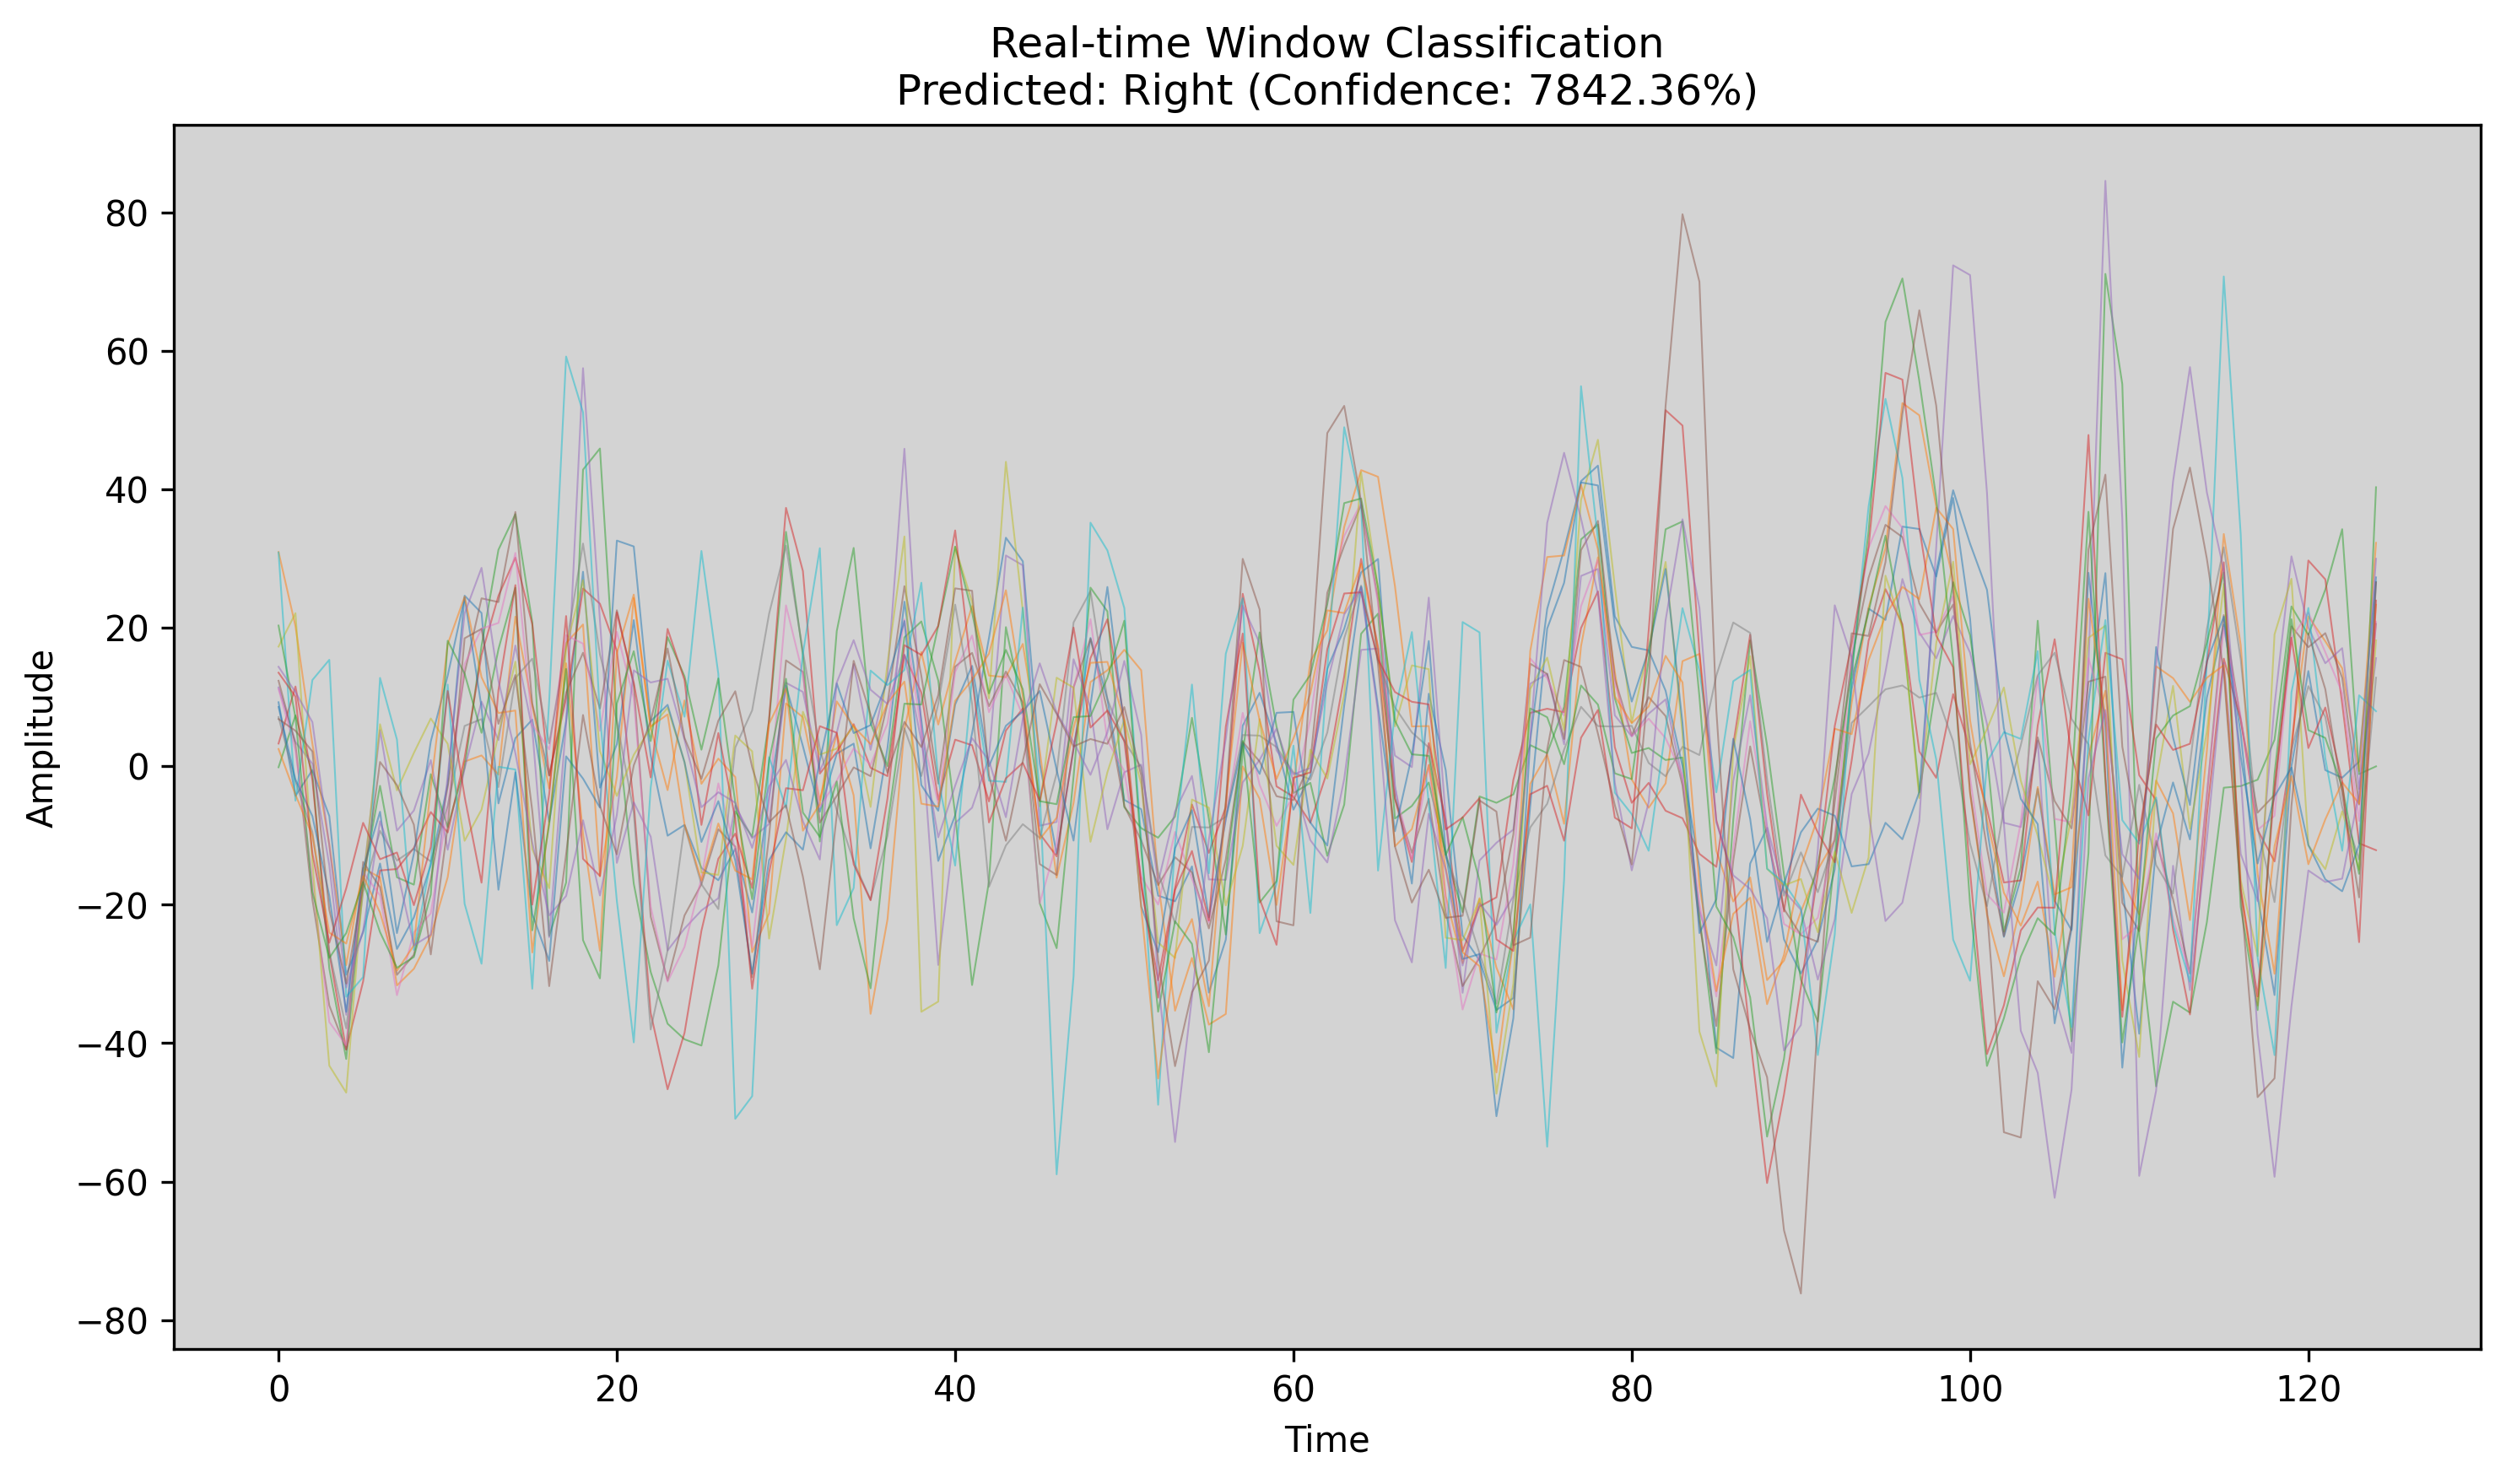 Real-time Window Classification
Predicted: Right (Confidence: 7842.36%)
80
60
40
20
0
−20
−40
−60
−80
Amplitude
0 20 40 60 80 100 120
Time